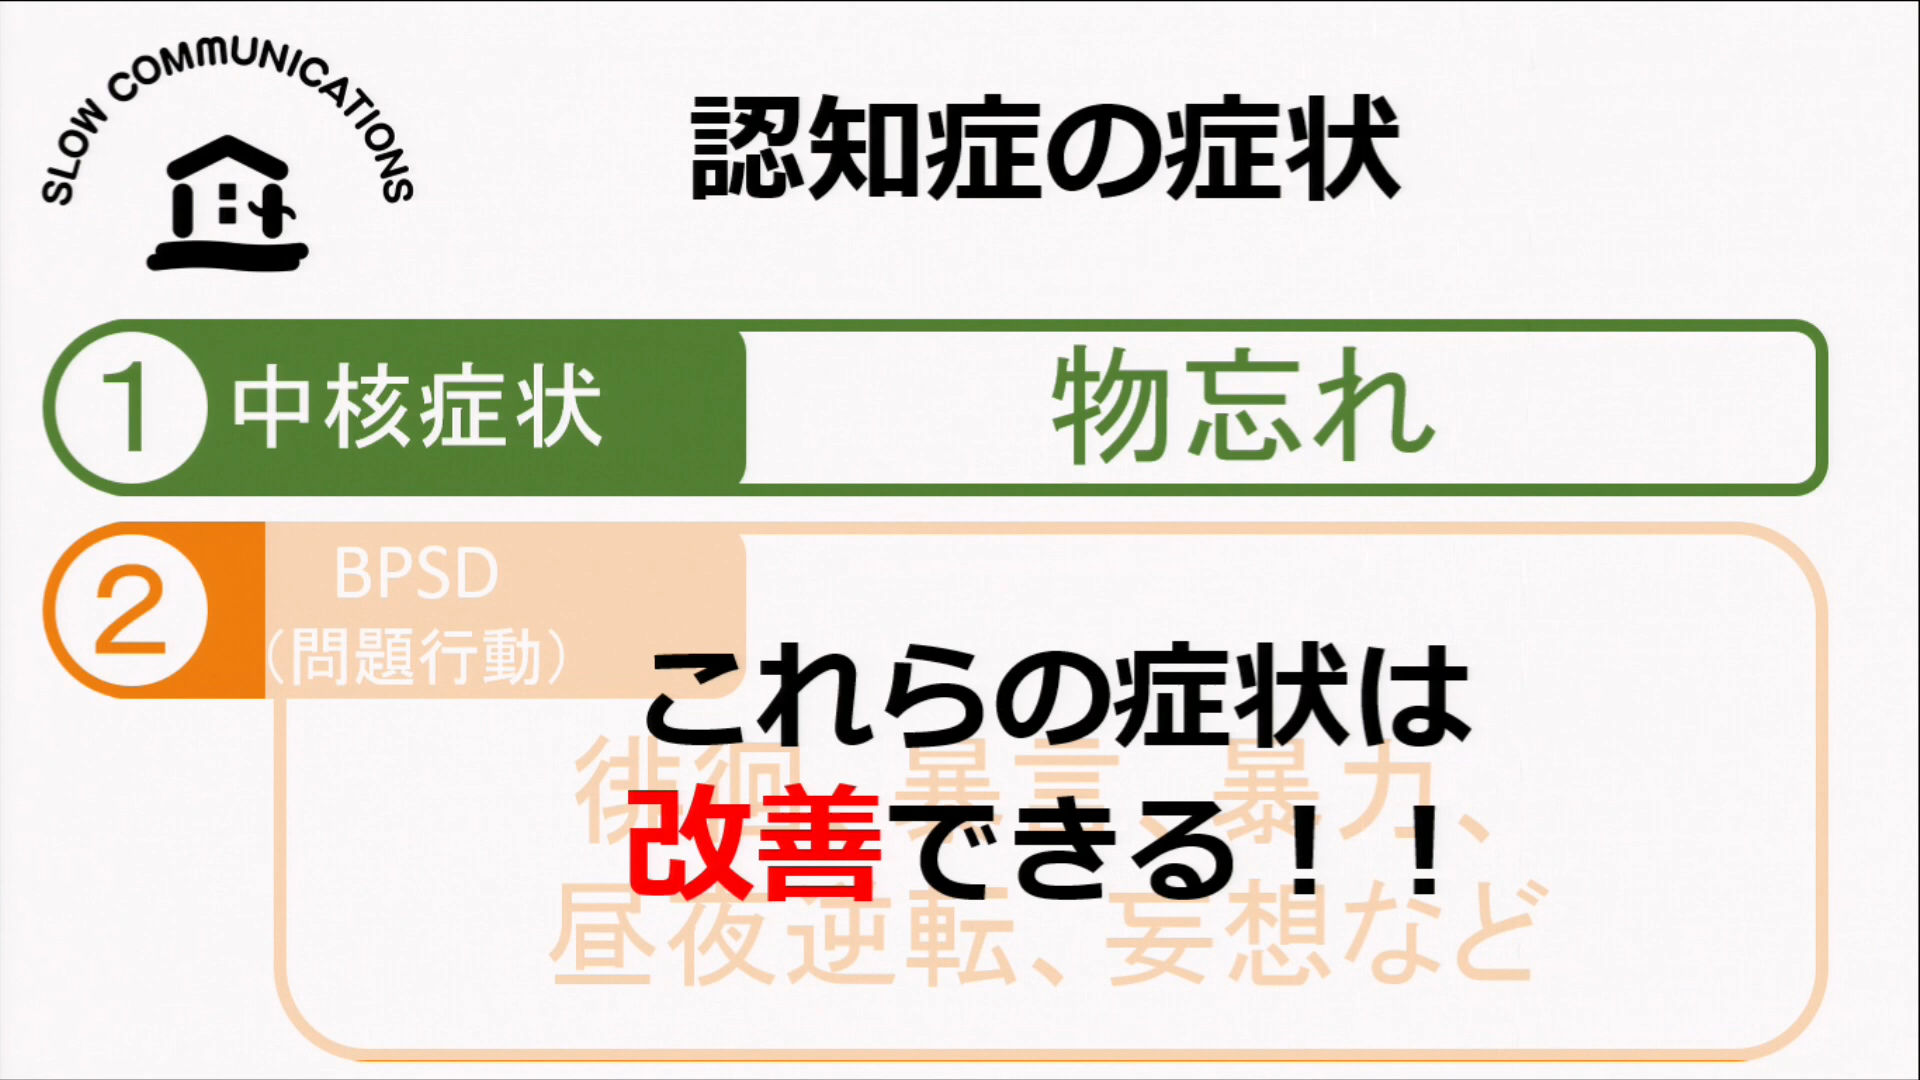 SLOW COMMUNICATIONS
認知症の症状
1 中核症状
物忘れ
2 BPSD
（問題行動）
これらの症状は
改善できる！！
徘徊、暴言、暴力、
昼夜逆転、妄想など